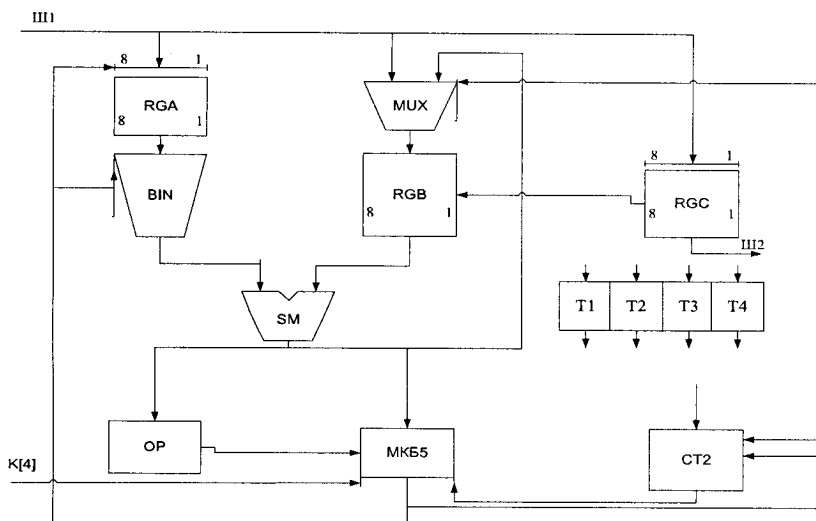 Ш1
8 1
RGA
8 1
MUX
BIN
RGB
8 1
8 1
RGC
8 1
Ш2
SM
T1 T2 T3 T4
OP
K[4]
МКБ5
CT2